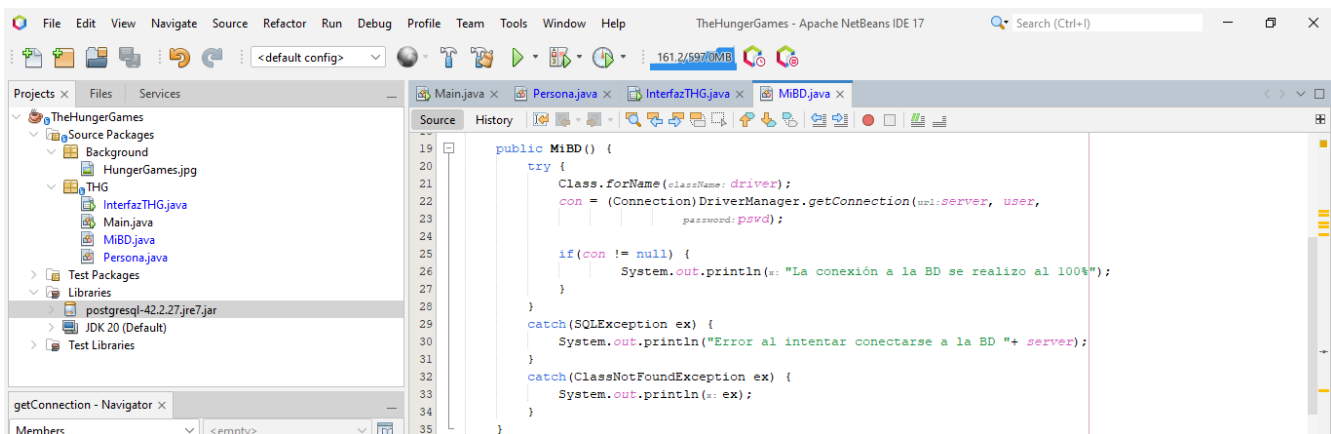 File Edit View Navigate Source Refactor Run Debug Profile Team Tools Window Help TheHungerGames - Apache NetBeans IDE 17 Search (Ctrl+I)
<default config> 161.2/597.0MB
Projects Files Services
TheHungerGames
Source Packages
Background
HungerGames.jpg
THG
InterfazTHG.java
Main.java
MiBD.java
Persona.java
Test Packages
Libraries
postgresql-42.2.27.jre7.jar
JDK 20 (Default)
Test Libraries
getConnection - Navigator
Members <empty>
Main.java Persona.java InterfazTHG.java MiBD.java
Source History
19 public MiBD() {
20 try {
21 Class.forName(className: driver);
22 con = (Connection)DriverManager.getConnection(url:server, user,
23 password: pswd);
24
25 if(con != null) {
26 System.out.println(x: "La conexión a la BD se realizo al 100%");
27 }
28 }
29 catch(SQLException ex) {
30 System.out.println("Error al intentar conectarse a la BD "+ server);
31 }
32 catch(ClassNotFoundException ex) {
33 System.out.println(x: ex);
34 }
35 }